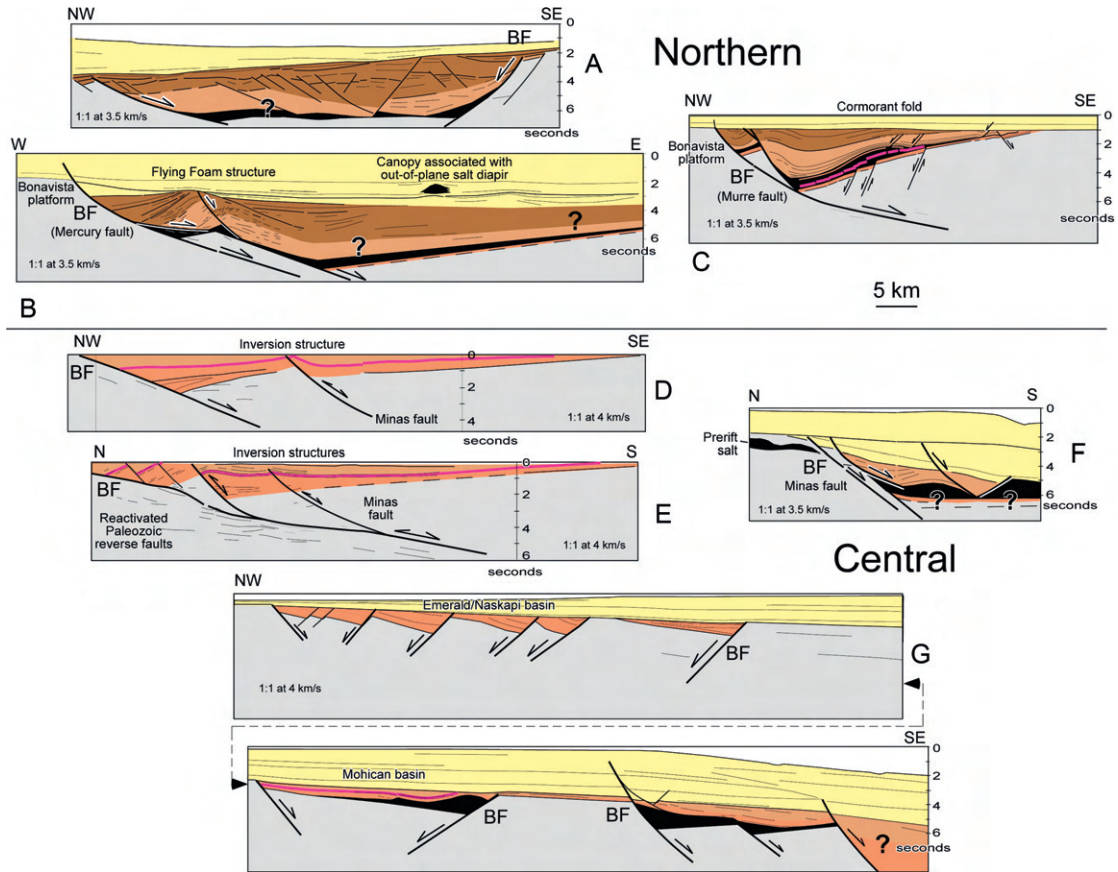 NW
SE
BF
0
2
4
6
?
1:1 at 3.5 km/s
seconds
A
Northern
W
E
Bonavista
platform
BF
(Mercury fault)
Flying Foam structure
Canopy associated with
out-of-plane salt diapir
?
?
0
2
4
6
seconds
1:1 at 3.5 km/s
B
NW
Cormorant fold
SE
Bonavista
platform
BF
(Murre fault)
0
2
4
6
seconds
1:1 at 3.5 km/s
C
5 km
NW
Inversion structure
SE
BF
0
2
4
Minas fault
1:1 at 4 km/s
D
N
Inversion structures
S
BF
Reactivated
Paleozoic
reverse faults
Minas
fault
0
2
4
6
1:1 at 4 km/s
seconds
E
N
S
Prerift
salt
BF
Minas fault
?
?
0
2
4
6
seconds
1:1 at 3.5 km/s
F
Central
NW
Emerald/Naskapi basin
BF
1:1 at 4 km/s
G
SE
Mohican basin
BF
BF
?
0
2
4
6
seconds